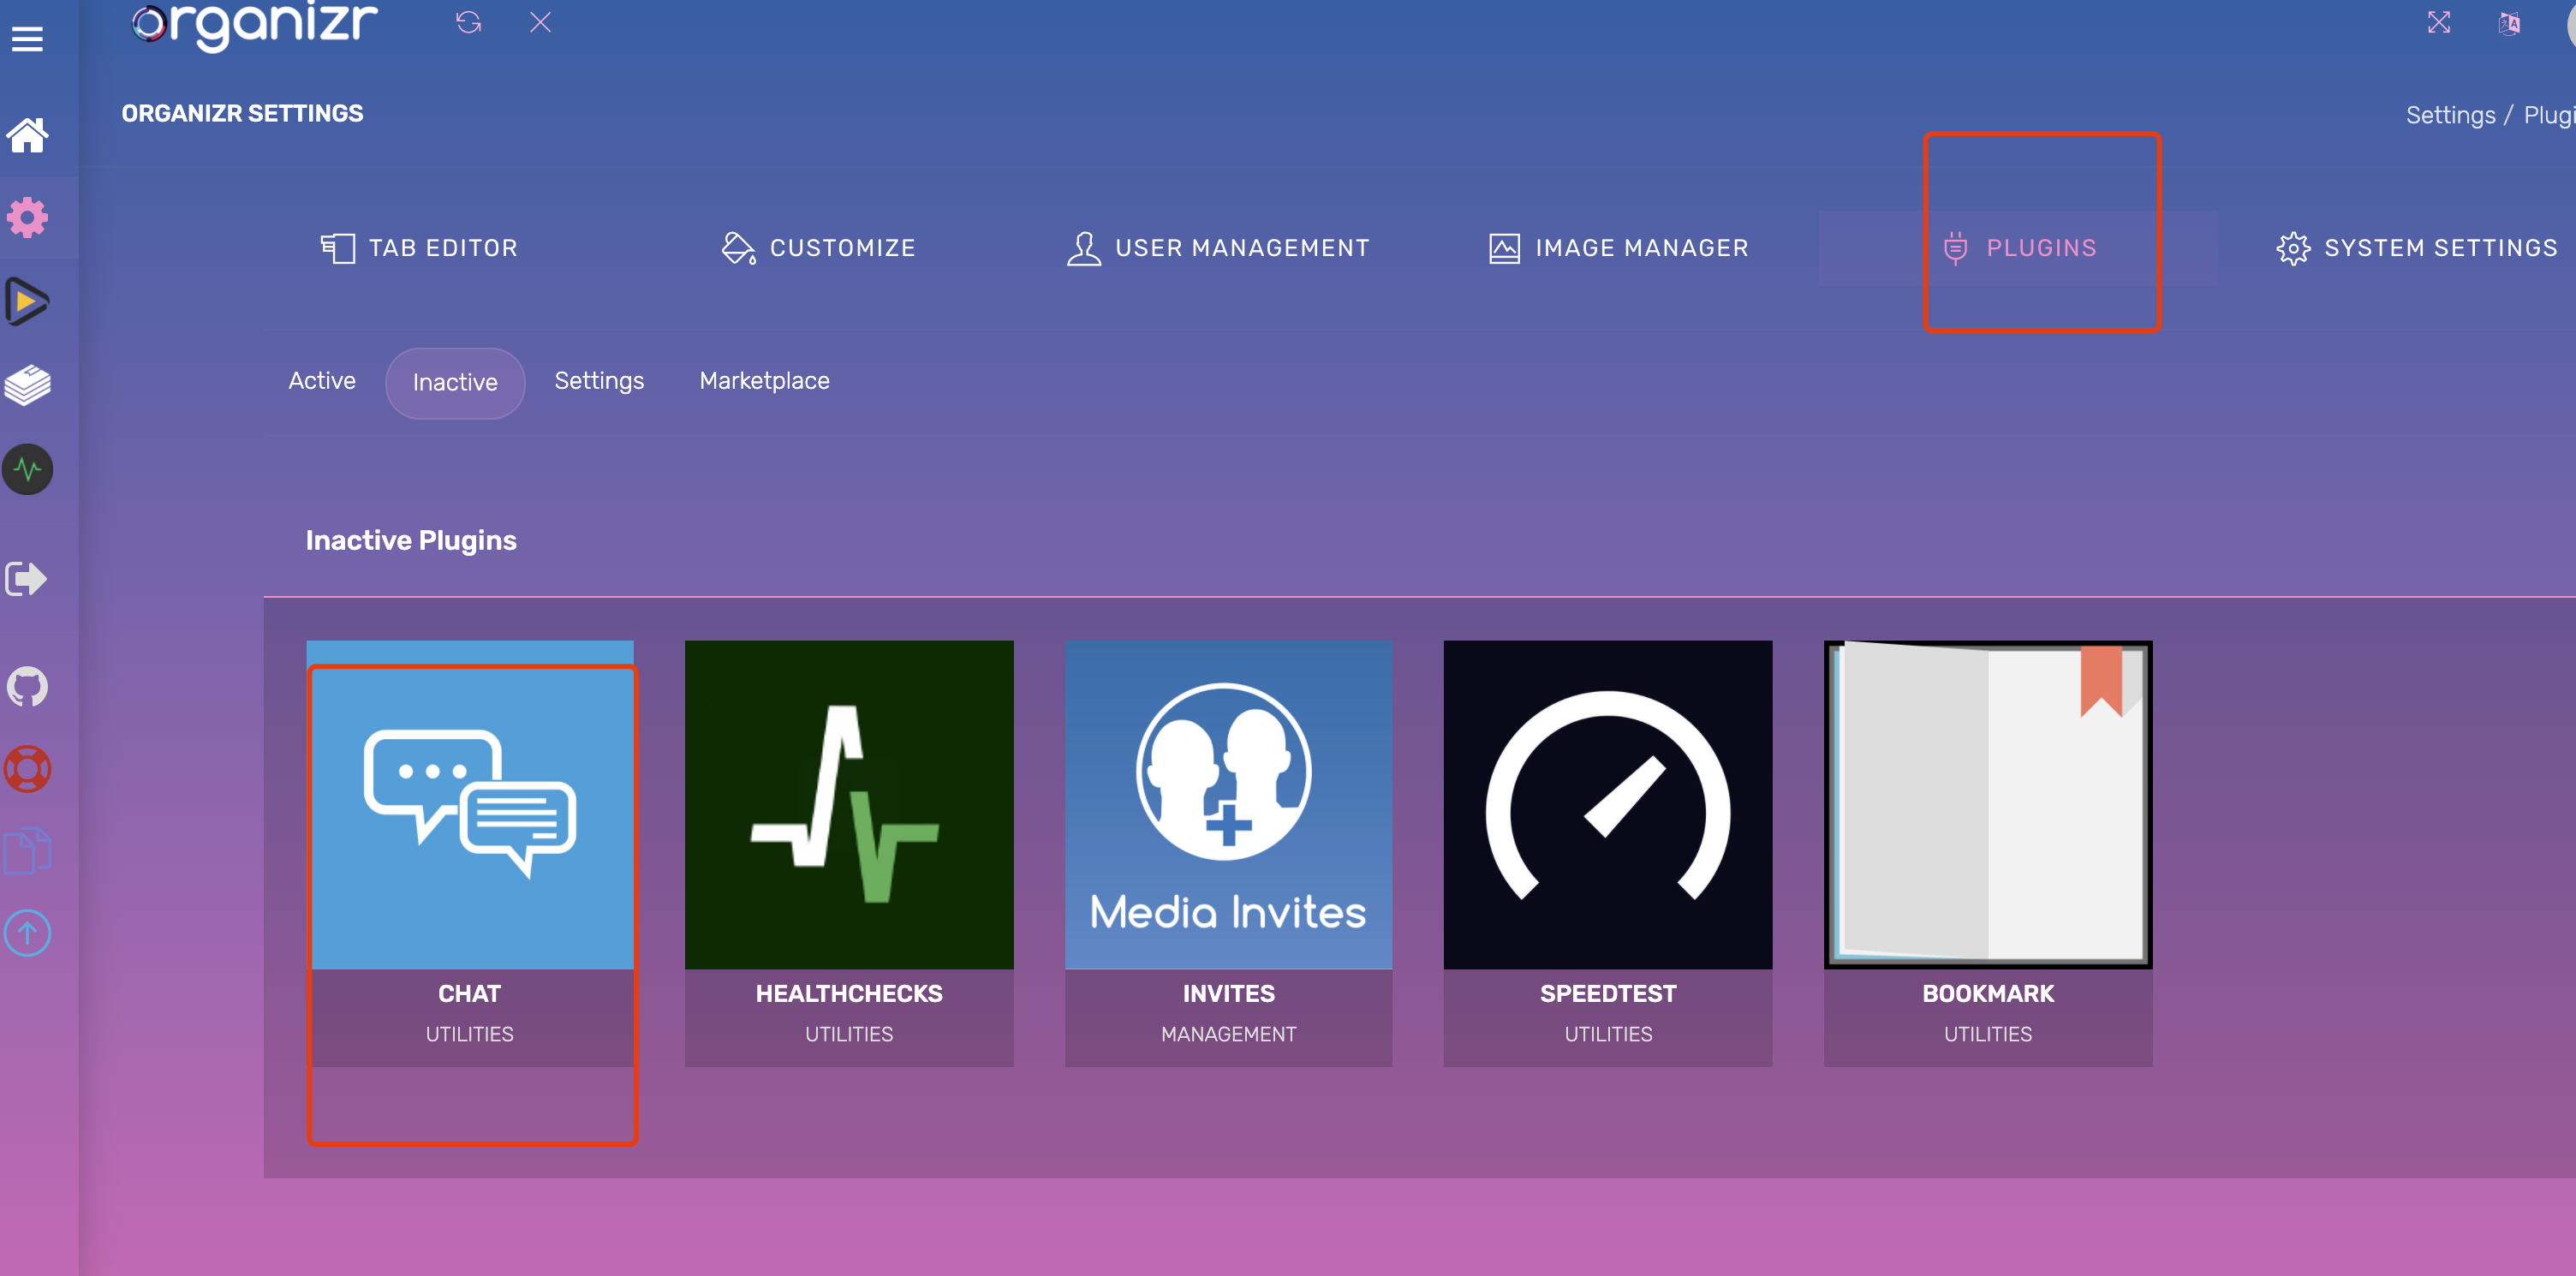 organizr
ORGANIZR SETTINGS
Settings / Plugi
TAB EDITOR
CUSTOMIZE
USER MANAGEMENT
IMAGE MANAGER
PLUGINS
SYSTEM SETTINGS
Active
Inactive
Settings
Marketplace
Inactive Plugins
Media Invites
CHAT
UTILITIES
HEALTHCHECKS
UTILITIES
INVITES
MANAGEMENT
SPEEDTEST
UTILITIES
BOOKMARK
UTILITIES